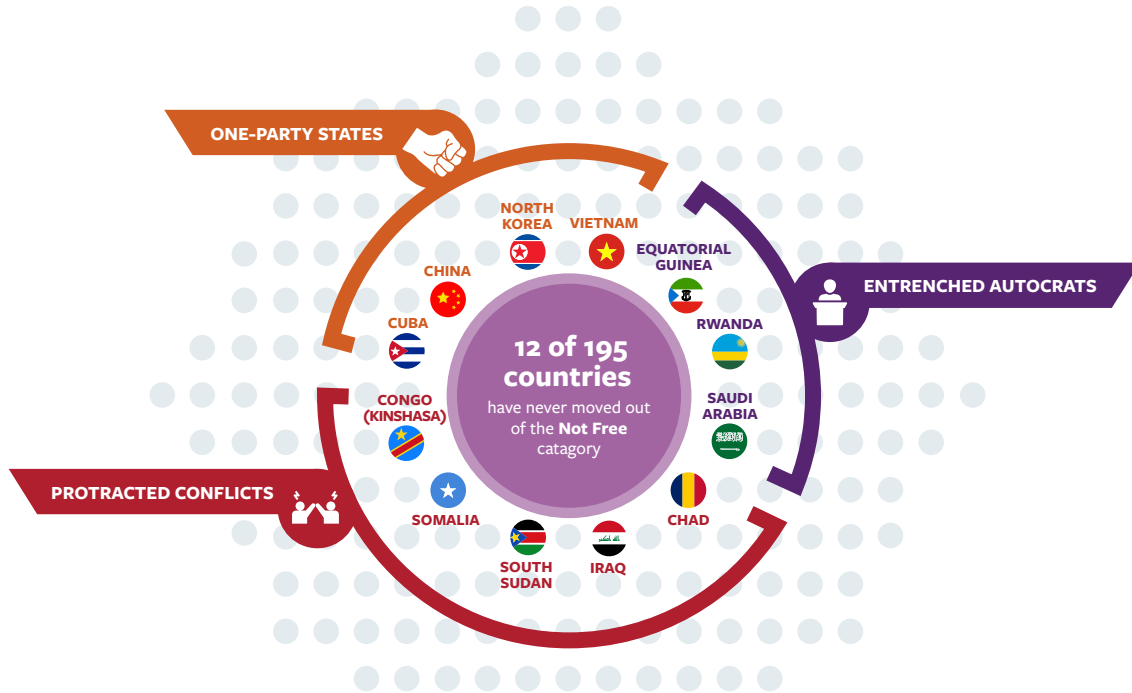 ONE-PARTY STATES
NORTH
KOREA
VIETNAM
EQUATORIAL
GUINEA
CHINA
ENTRENCHED AUTOCRATS
CUBA
RWANDA
12 of 195
countries
have never moved out
of the Not Free
catagory
CONGO
(KINSHASA)
SAUDI
ARABIA
PROTRACTED CONFLICTS
SOMALIA
CHAD
SOUTH
SUDAN
IRAQ